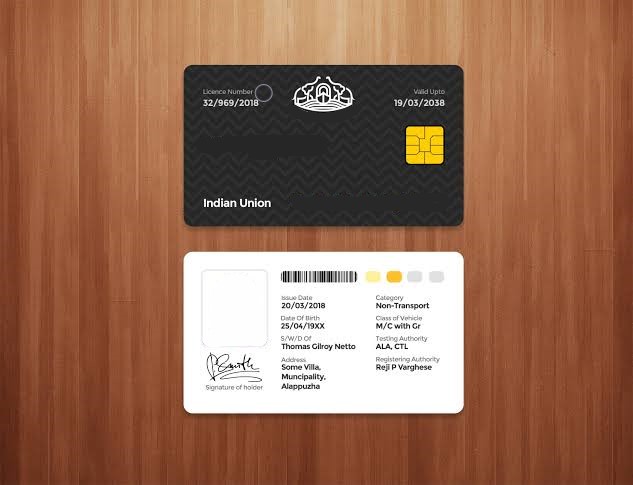 Licence Number
32/969/2018
Valid Upto
19/03/2038
Indian Union
Issue Date
20/03/2018
Category
Non-Transport
Date Of Birth
25/04/19XX
Class of Vehicle
M/C with Gr
S/W/D Of
Thomas Gilroy Netto
Testing Authority
ALA, CTL
Address
Some Villa,
Muncipality,
Alappuzha
Registering Authority
Reji P Varghese
Signature of holder